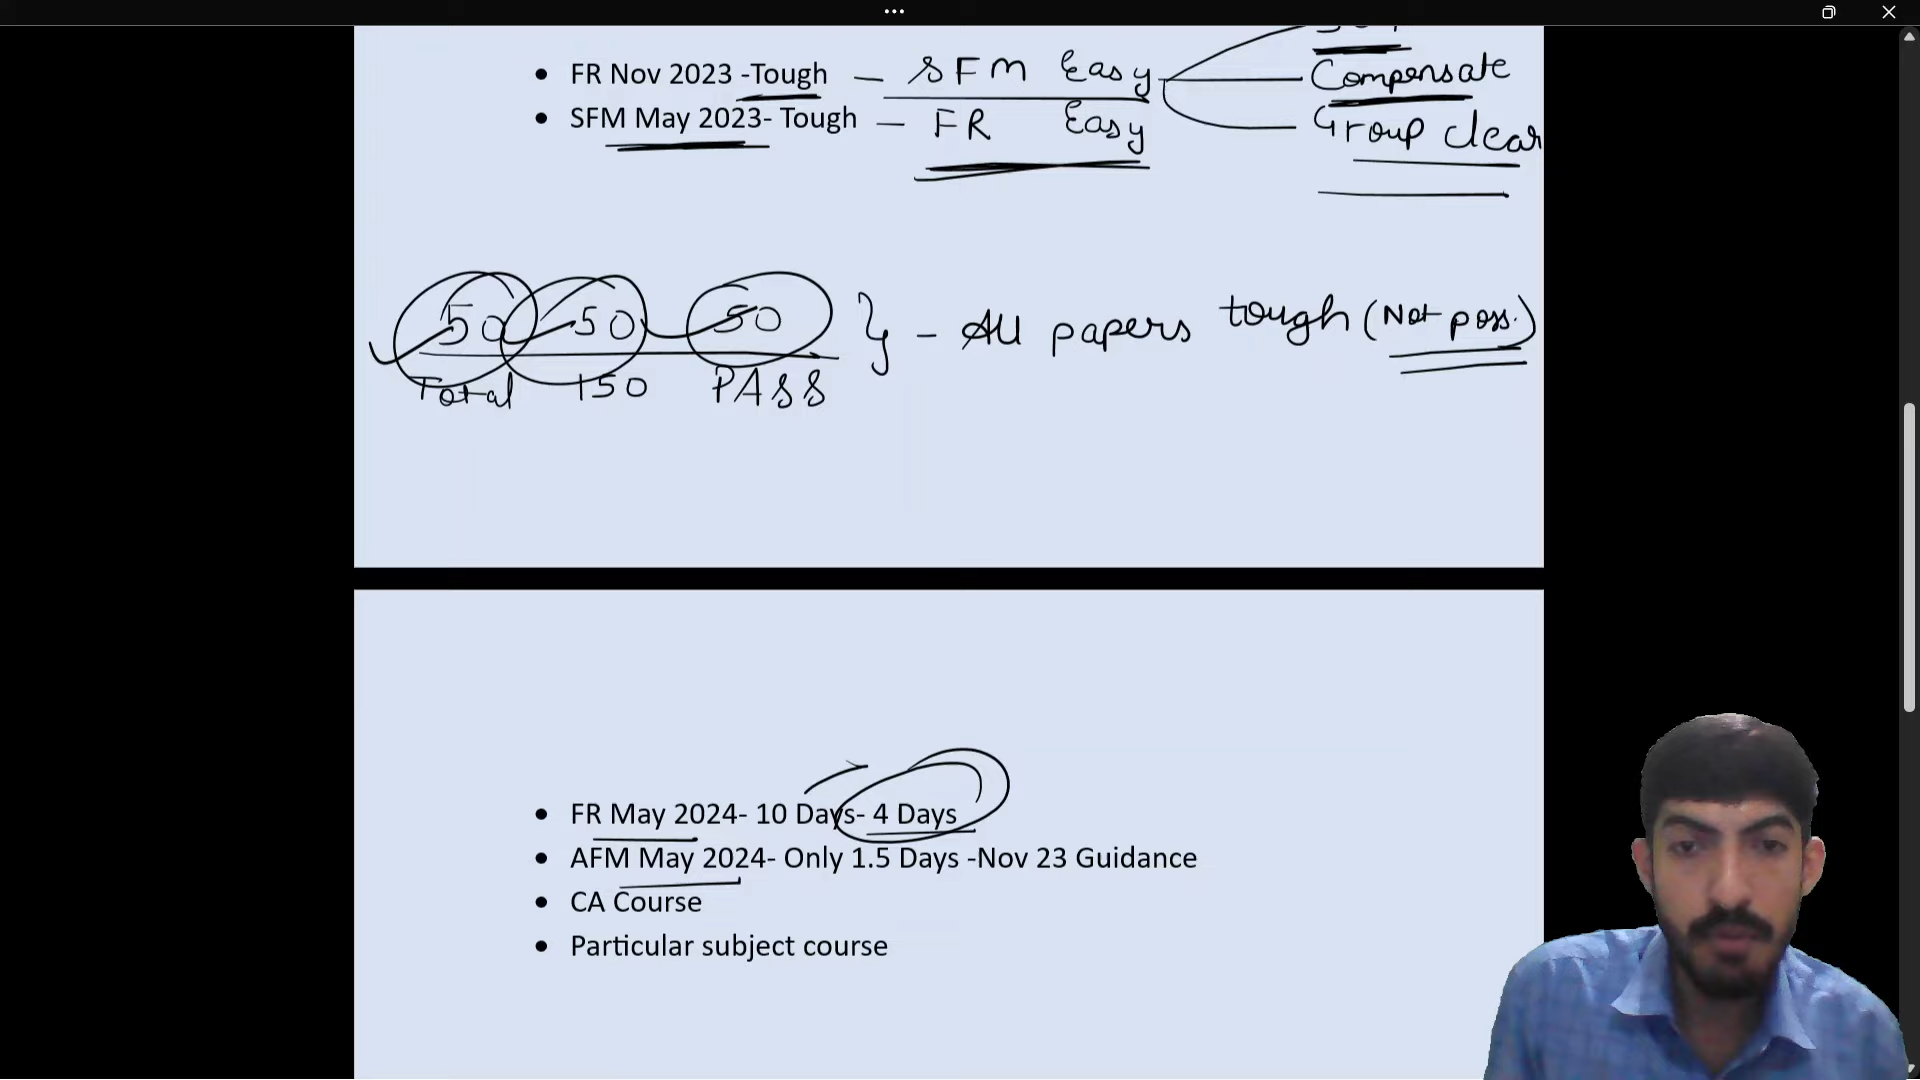 FR Nov 2023 -Tough — SFM Easy Compensate
SFM May 2023- Tough — FR Easy Group clear
50 50 50 } - All papers tough (Not poss.)
Total 150 PASS
FR May 2024- 10 Days- 4 Days
AFM May 2024- Only 1.5 Days -Nov 23 Guidance
CA Course
Particular subject course